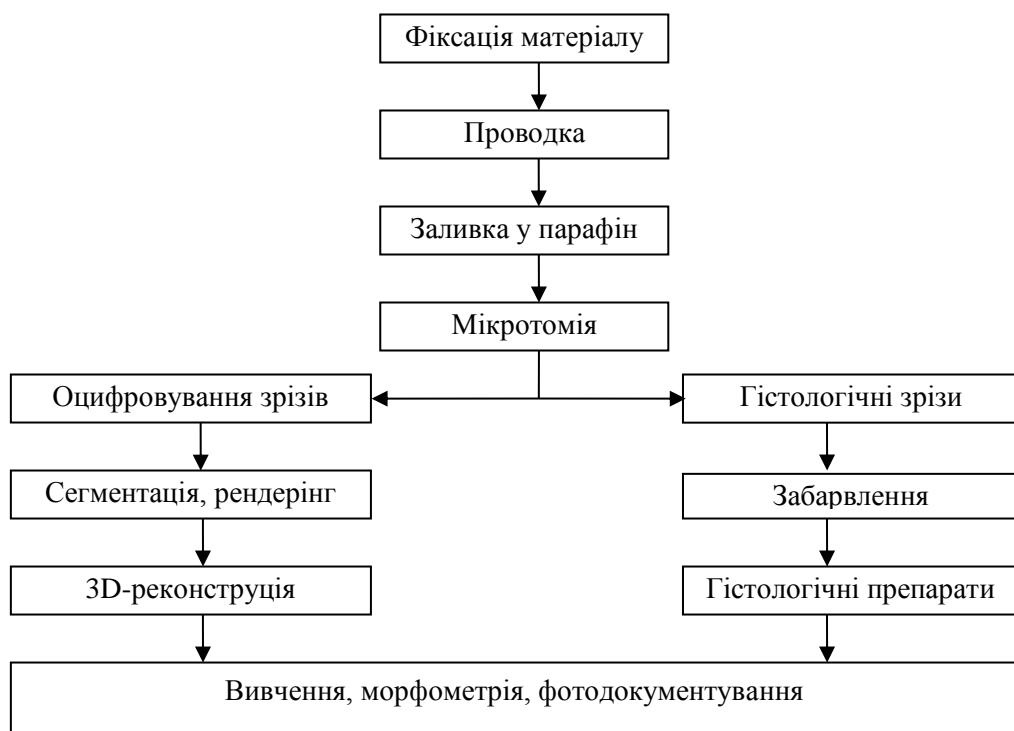 Фіксація матеріалу
Проводка
Заливка у парафін
Мікротомія
Оцифровування зрізів
Гістологічні зрізи
Сегментація, рендерінг
Забарвлення
3D-реконструція
Гістологічні препарати
Вивчення, морфометрія, фотодокументування